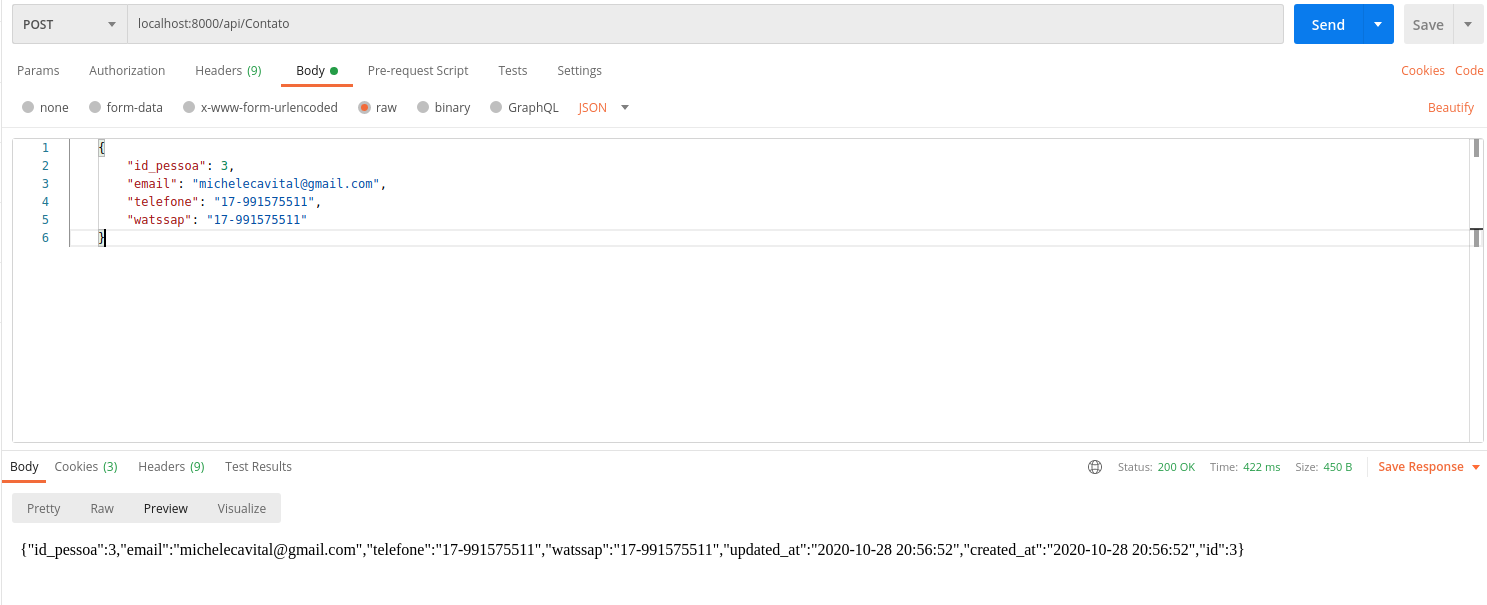 POST localhost:8000/api/Contato Send Save
Params Authorization Headers (9) Body Pre-request Script Tests Settings Cookies Code
none form-data x-www-form-urlencoded raw binary GraphQL JSON Beautify
1 {
2 "id_pessoa": 3,
3 "email": "michelecavital@gmail.com",
4 "telefone": "17-991575511",
5 "watssap": "17-991575511"
6 }
Body Cookies (3) Headers (9) Test Results Status: 200 OK Time: 422 ms Size: 450 B Save Response
Pretty Raw Preview Visualize
{"id_pessoa":3,"email":"michelecavital@gmail.com","telefone":"17-991575511","watssap":"17-991575511","updated_at":"2020-10-28 20:56:52","created_at":"2020-10-28 20:56:52","id":3}